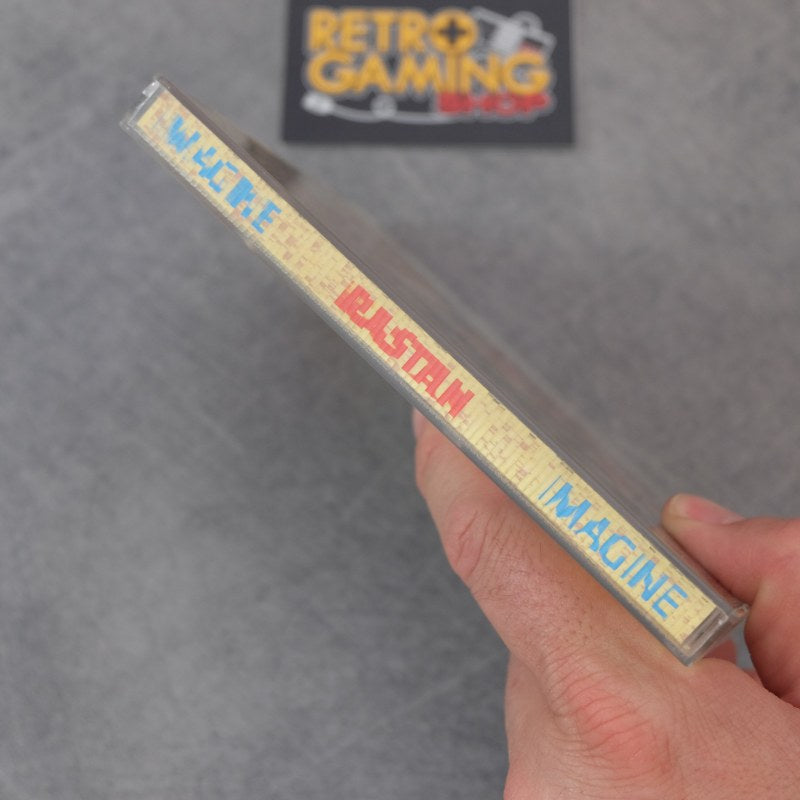 RETRO
GAMING
SHOP
RASTAN
IMAGINE